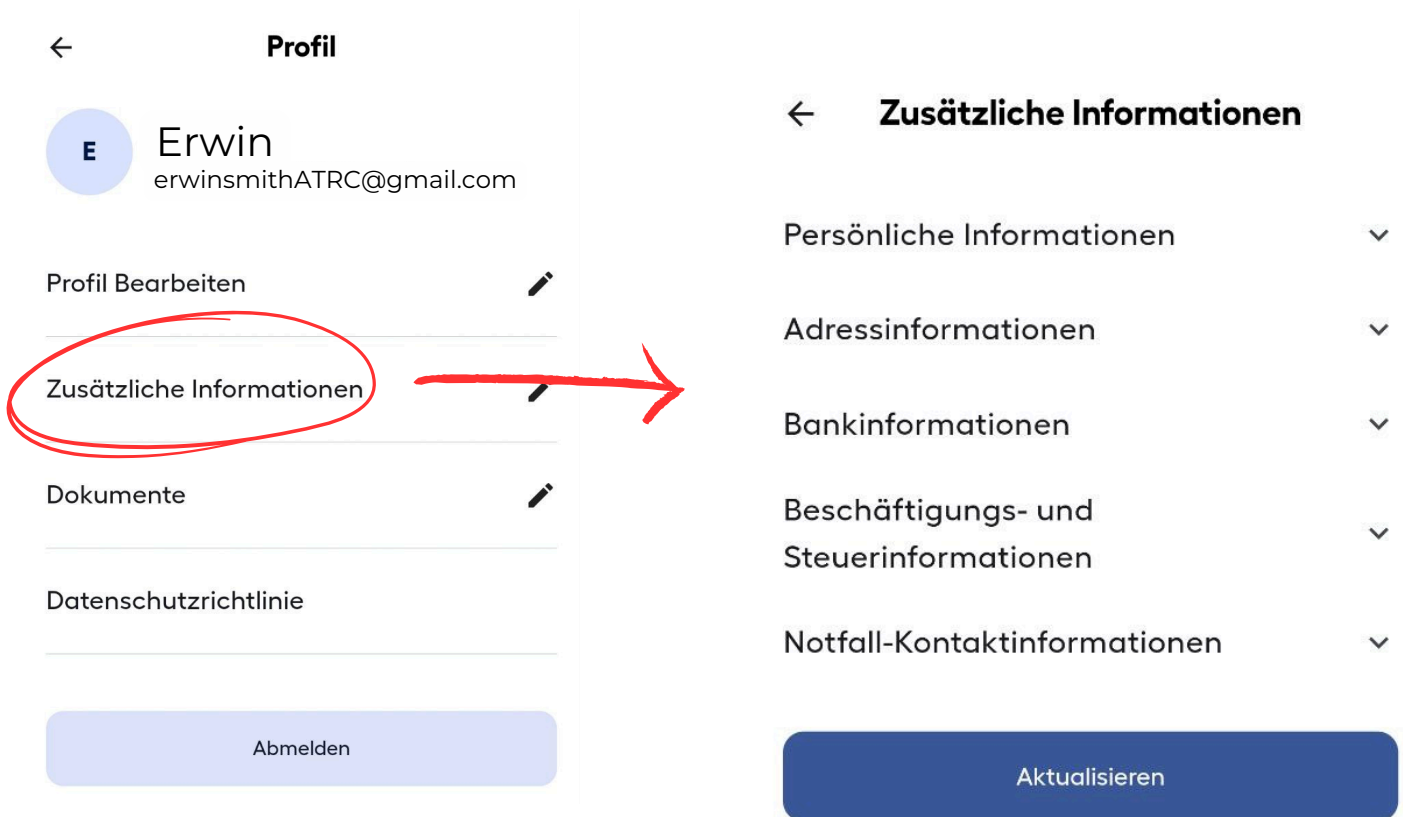 Profil
E
Erwin
erwinsmithATRC@gmail.com
Profil Bearbeiten
Zusätzliche Informationen
Dokumente
Datenschutzrichtlinie
Abmelden
Zusätzliche Informationen
Persönliche Informationen
Adressinformationen
Bankinformationen
Beschäftigungs- und
Steuerinformationen
Notfall-Kontaktinformationen
Aktualisieren